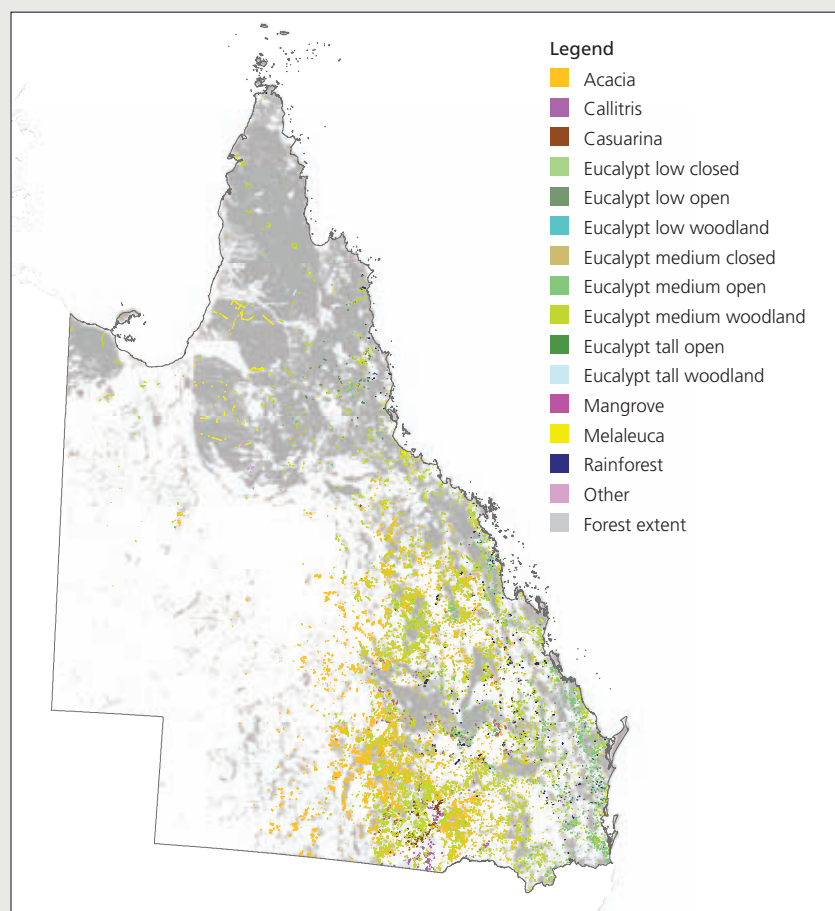 Legend
Acacia
Callitris
Casuarina
Eucalypt low closed
Eucalypt low open
Eucalypt low woodland
Eucalypt medium closed
Eucalypt medium open
Eucalypt medium woodland
Eucalypt tall open
Eucalypt tall woodland
Mangrove
Melaleuca
Rainforest
Other
Forest extent